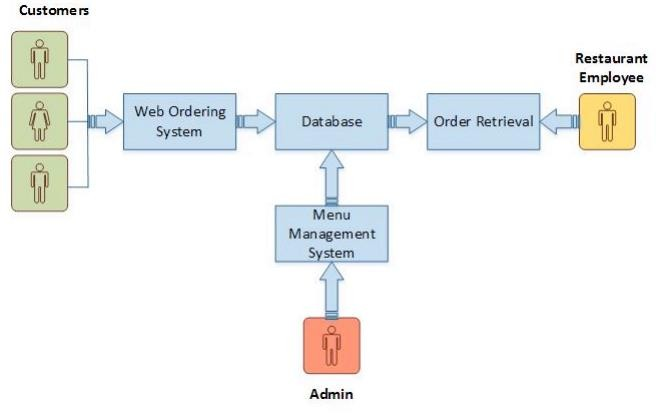 Customers
Restaurant
Employee
Web Ordering
System
Database
Order Retrieval
Menu
Management
System
Admin